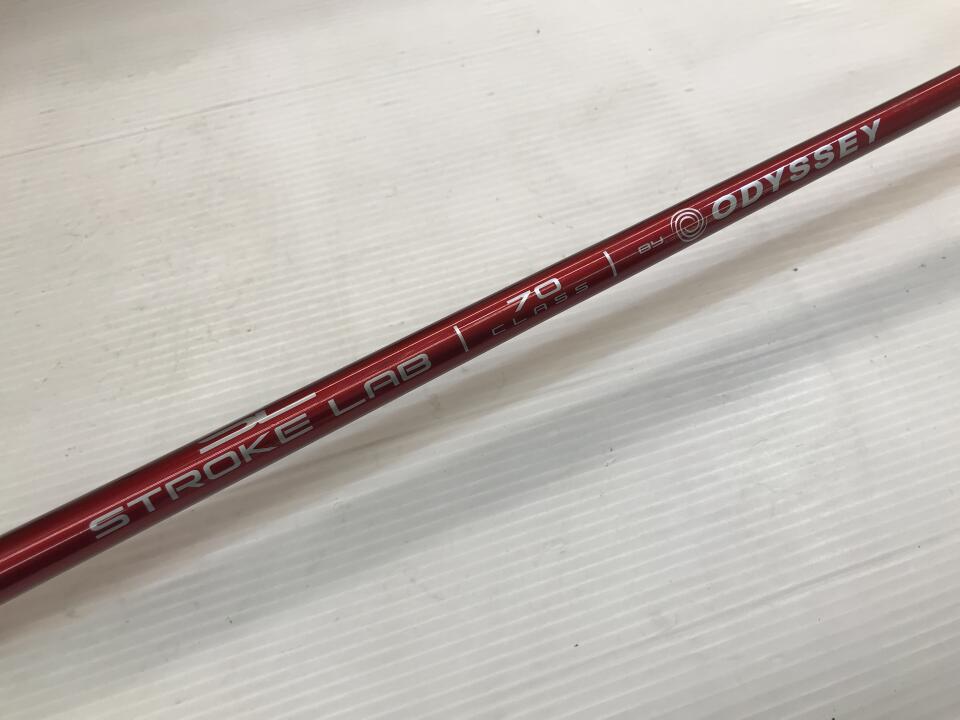 SL
STROKE LAB
70
CLASS
BY ODYSSEY